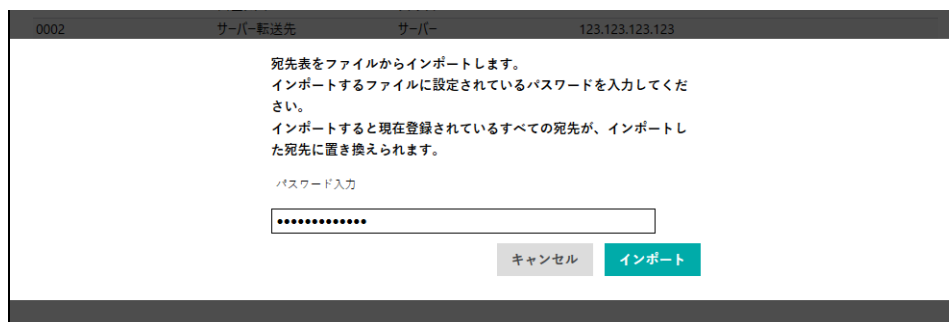 0002 サーバー転送先 サーバー 123.123.123.123
宛先表をファイルからインポートします。
インポートするファイルに設定されているパスワードを入力してくだ
さい。
インポートすると現在登録されているすべての宛先が、インポートし
た宛先に置き換えられます。
パスワード入力
•••••••••••••
キャンセル インポート